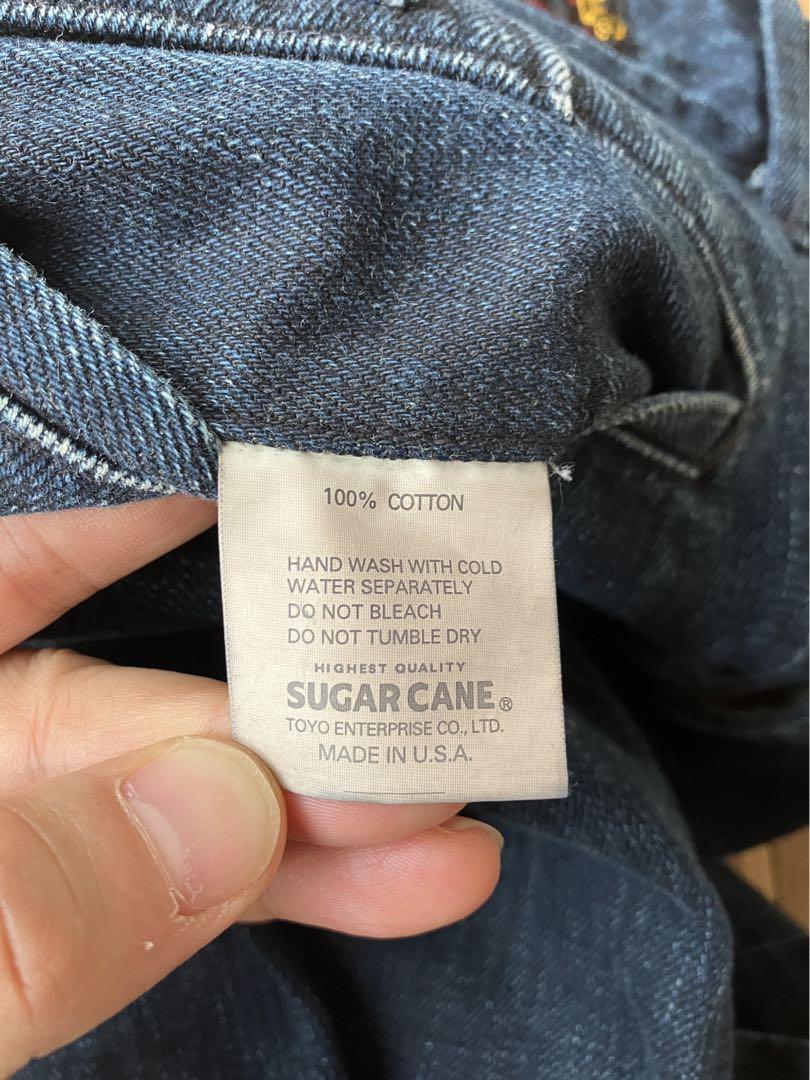 100% COTTON
HAND WASH WITH COLD
WATER SEPARATELY
DO NOT BLEACH
DO NOT TUMBLE DRY
HIGHEST QUALITY
SUGAR CANE®
TOYO ENTERPRISE CO., LTD.
MADE IN U.S.A.